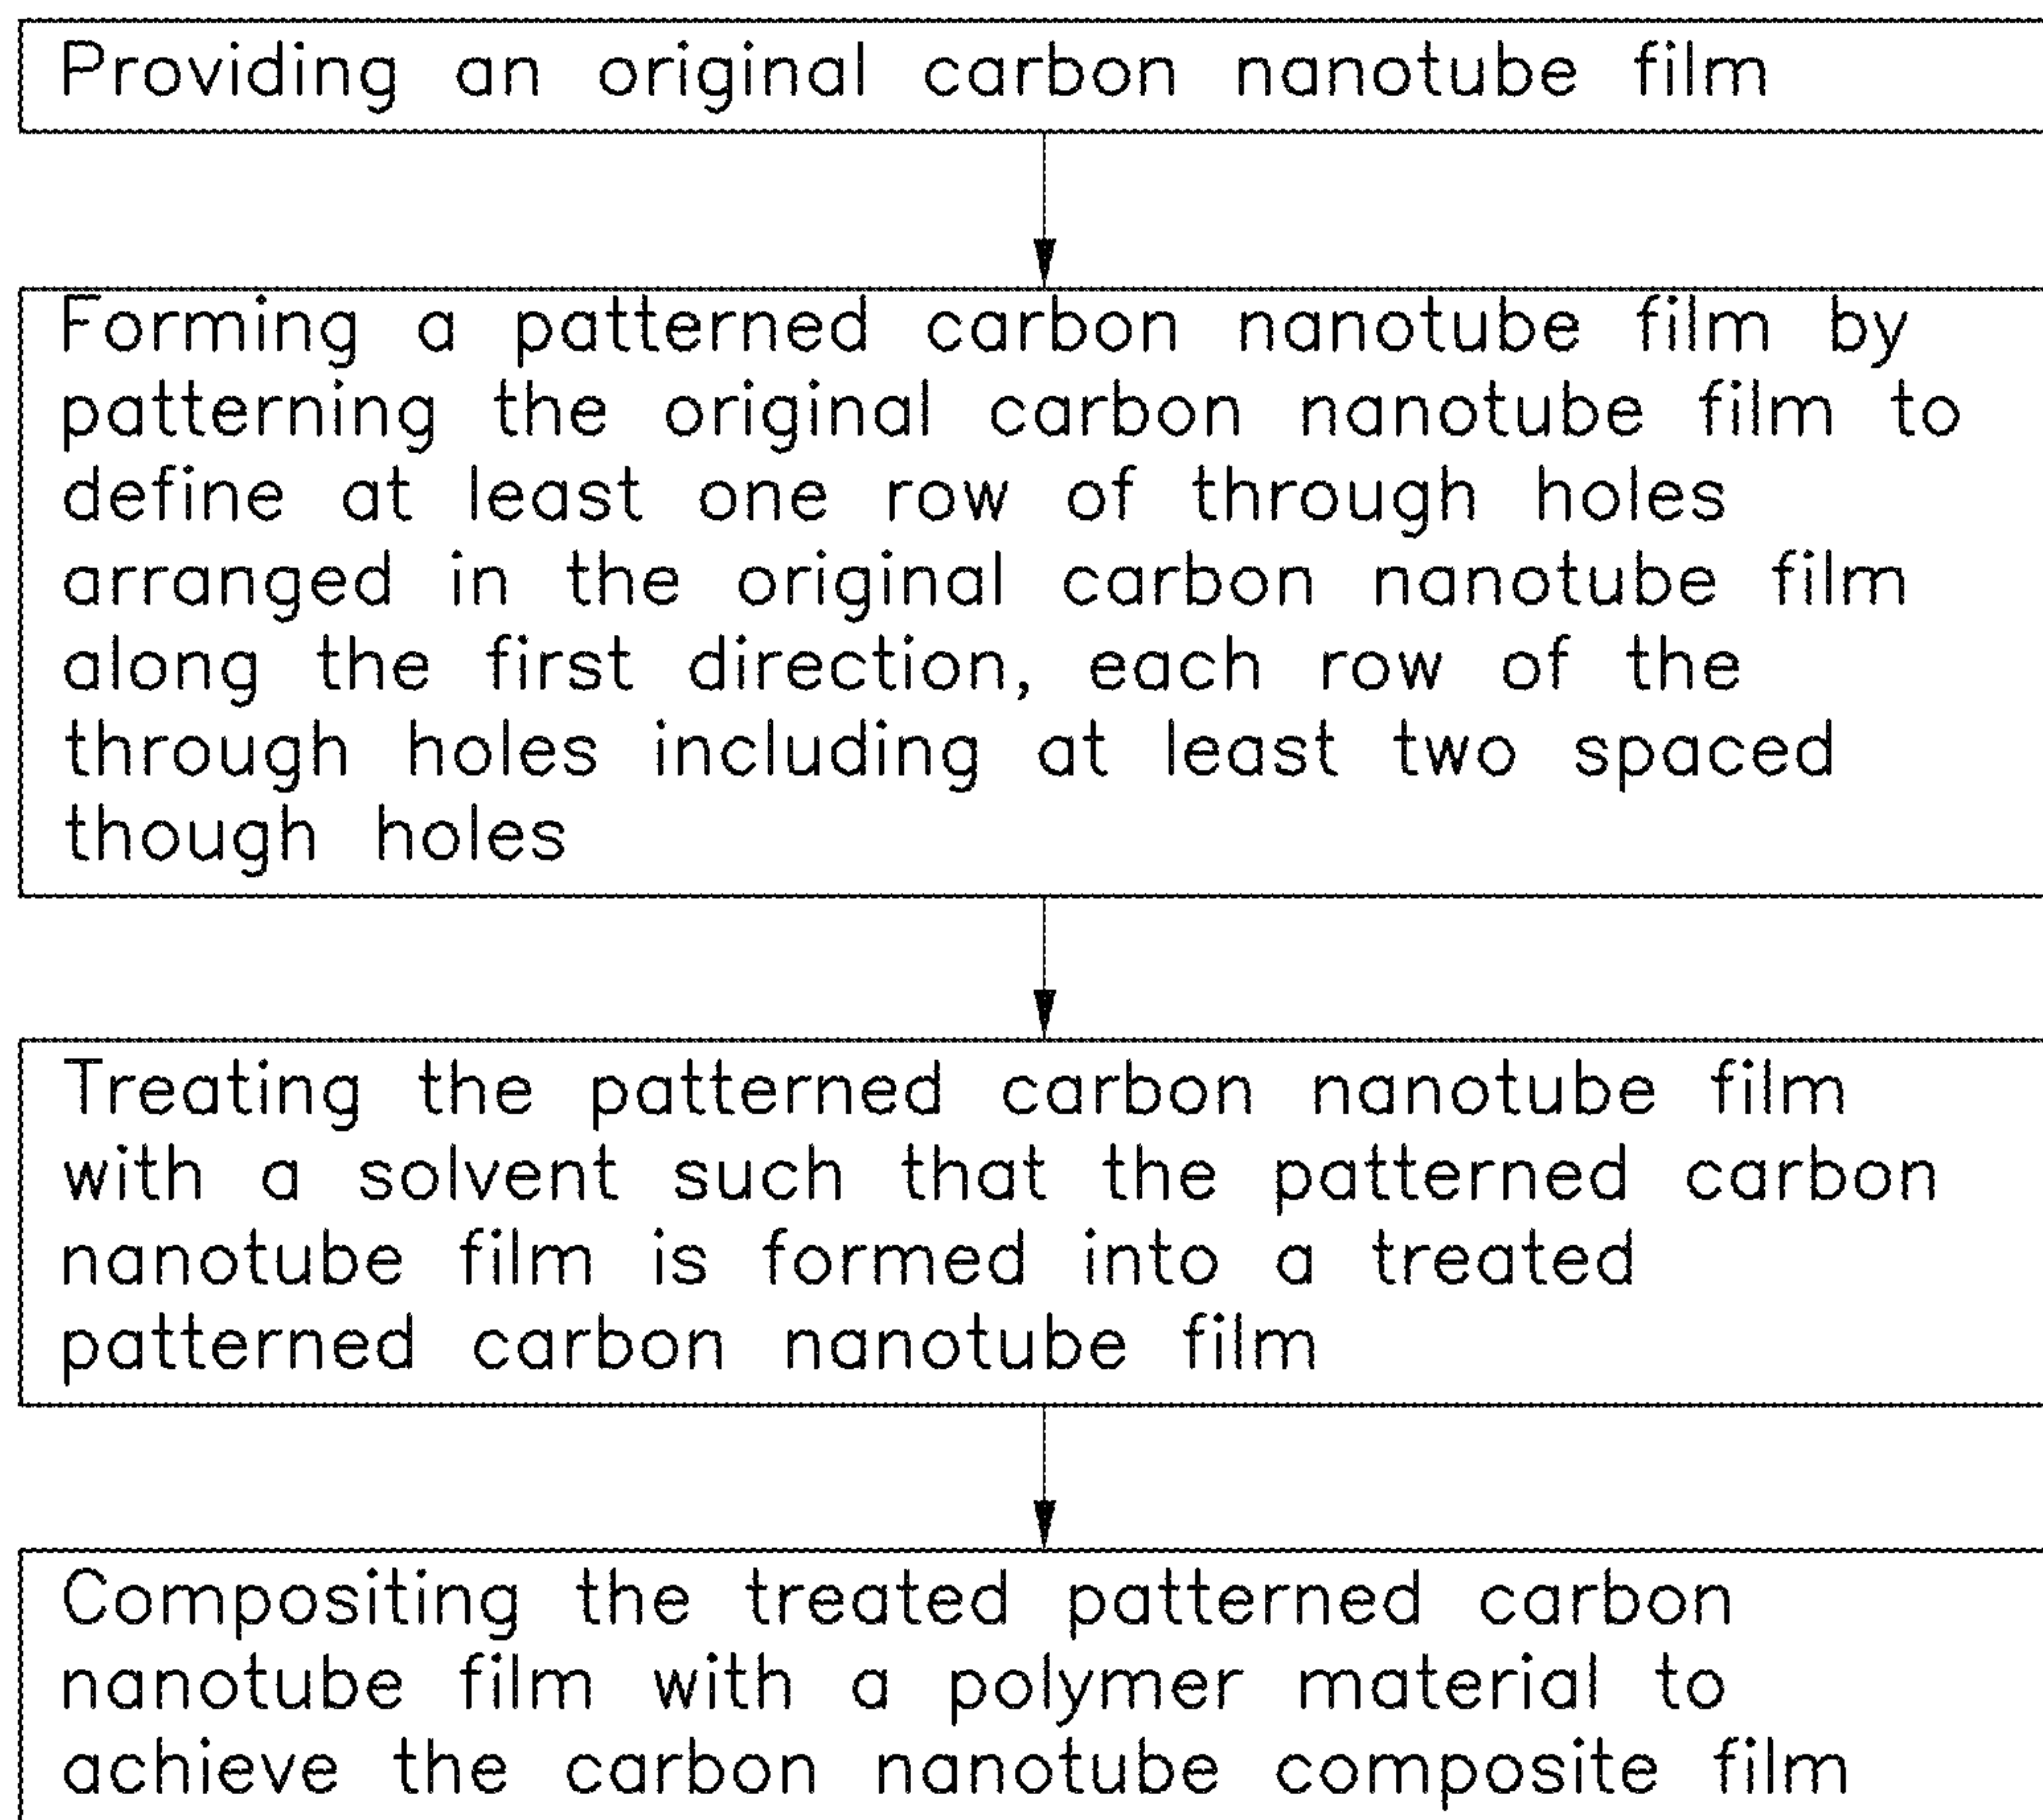 Providing an original carbon nanotube film
Forming a patterned carbon nanotube film by
patterning the original carbon nanotube film to
define at least one row of through holes
arranged in the original carbon nanotube film
along the first direction, each row of the
through holes including at least two spaced
though holes
Treating the patterned carbon nanotube film
with a solvent such that the patterned carbon
nanotube film is formed into a treated
patterned carbon nanotube film
Compositing the treated patterned carbon
nanotube film with a polymer material to
achieve the carbon nanotube composite film